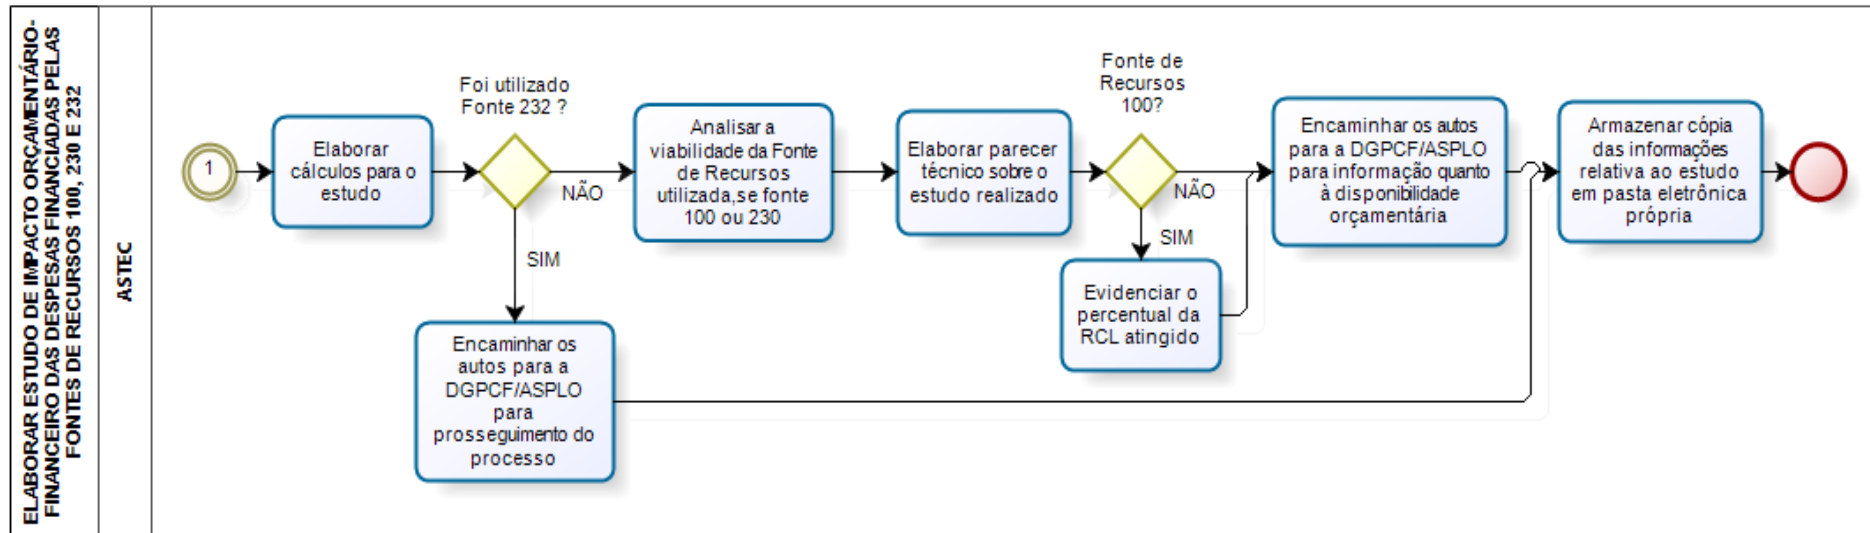 ELABORAR ESTUDO DE IMPACTO ORÇAMENTÁRIO-
FINANCEIRO DAS DESPESAS FINANCIADAS PELAS
FONTES DE RECURSOS 100, 230 E 232
ASTEC
1
Elaborar
cálculos para o
estudo
Foi utilizado
Fonte 232 ?
NÃO
SIM
Encaminhar os
autos para a
DGPCF/ASPLO
para
prosseguimento do
processo
Analisar a
viabilidade da Fonte
de Recursos
utilizada,se fonte
100 ou 230
Elaborar parecer
técnico sobre o
estudo realizado
Fonte de
Recursos
100?
NÃO
SIM
Evidenciar o
percentual da
RCL atingido
Encaminhar os autos
para a DGPCF/ASPLO
para informação quanto
à disponibilidade
orçamentária
Armazenar cópia
das informações
relativa ao estudo
em pasta eletrônica
própria